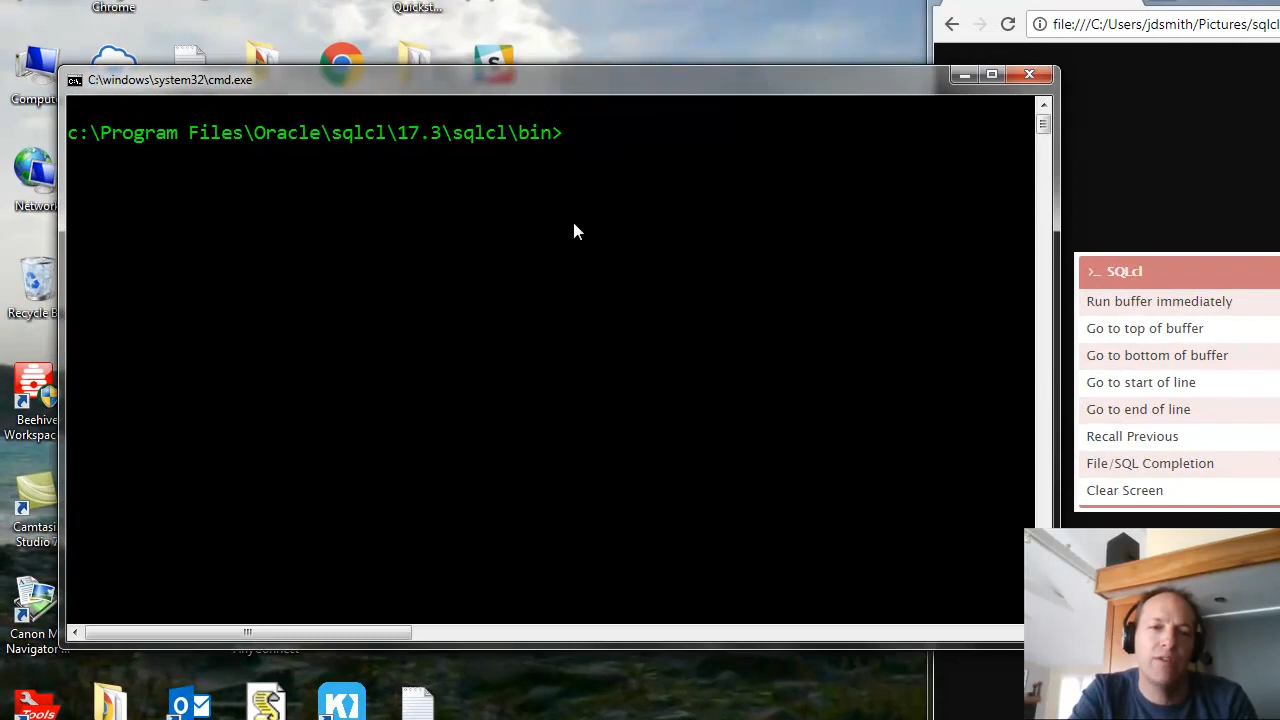 Chrome
Quickst...
file:///C:/Users/jdsmith/Pictures/sqlcl
C:\windows\system32\cmd.exe
c:\Program Files\Oracle\sqlcl\17.3\sqlcl\bin>
Comput
Network
Recycle B
Beehive
Workspac
Camtasi
Studio 7
Canon M
Navigator ...
>_ SQLcl
Run buffer immediately
Go to top of buffer
Go to bottom of buffer
Go to start of line
Go to end of line
Recall Previous
File/SQL Completion
Clear Screen
AnyConnect
Tools